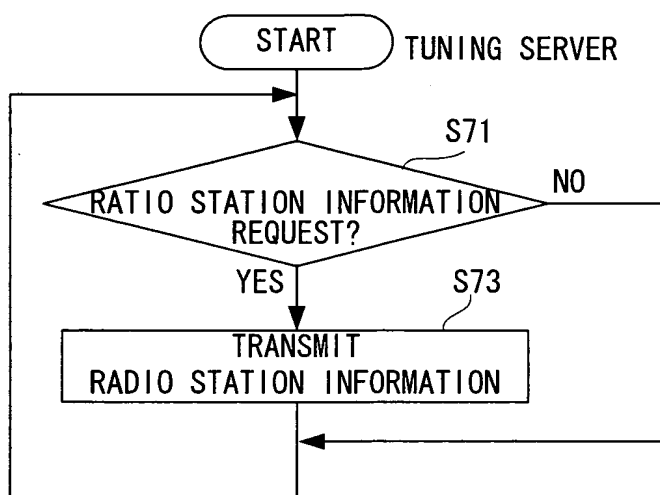 START
TUNING SERVER
S71
RATIO STATION INFORMATION
REQUEST?
NO
YES
S73
TRANSMIT
RADIO STATION INFORMATION